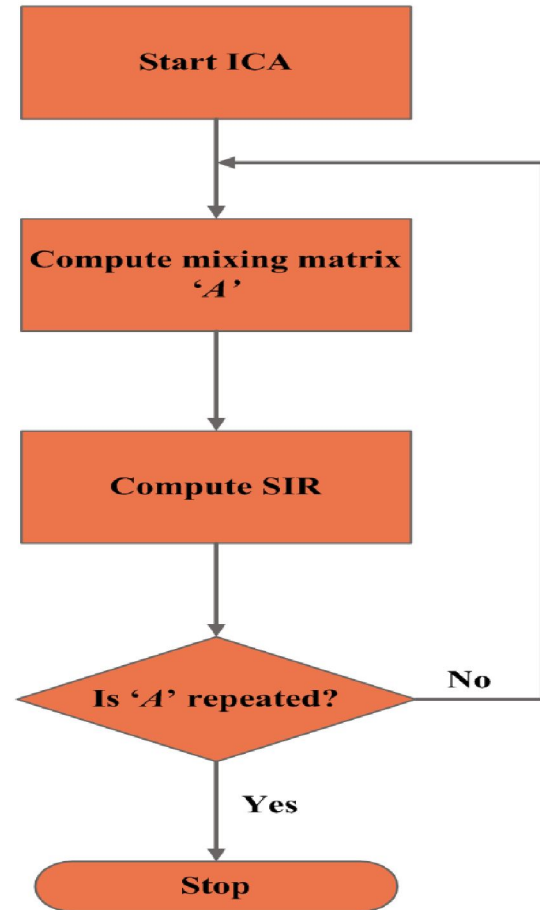 Start ICA
Compute mixing matrix
‘A’
Compute SIR
Is ‘A’ repeated?
No
Yes
Stop